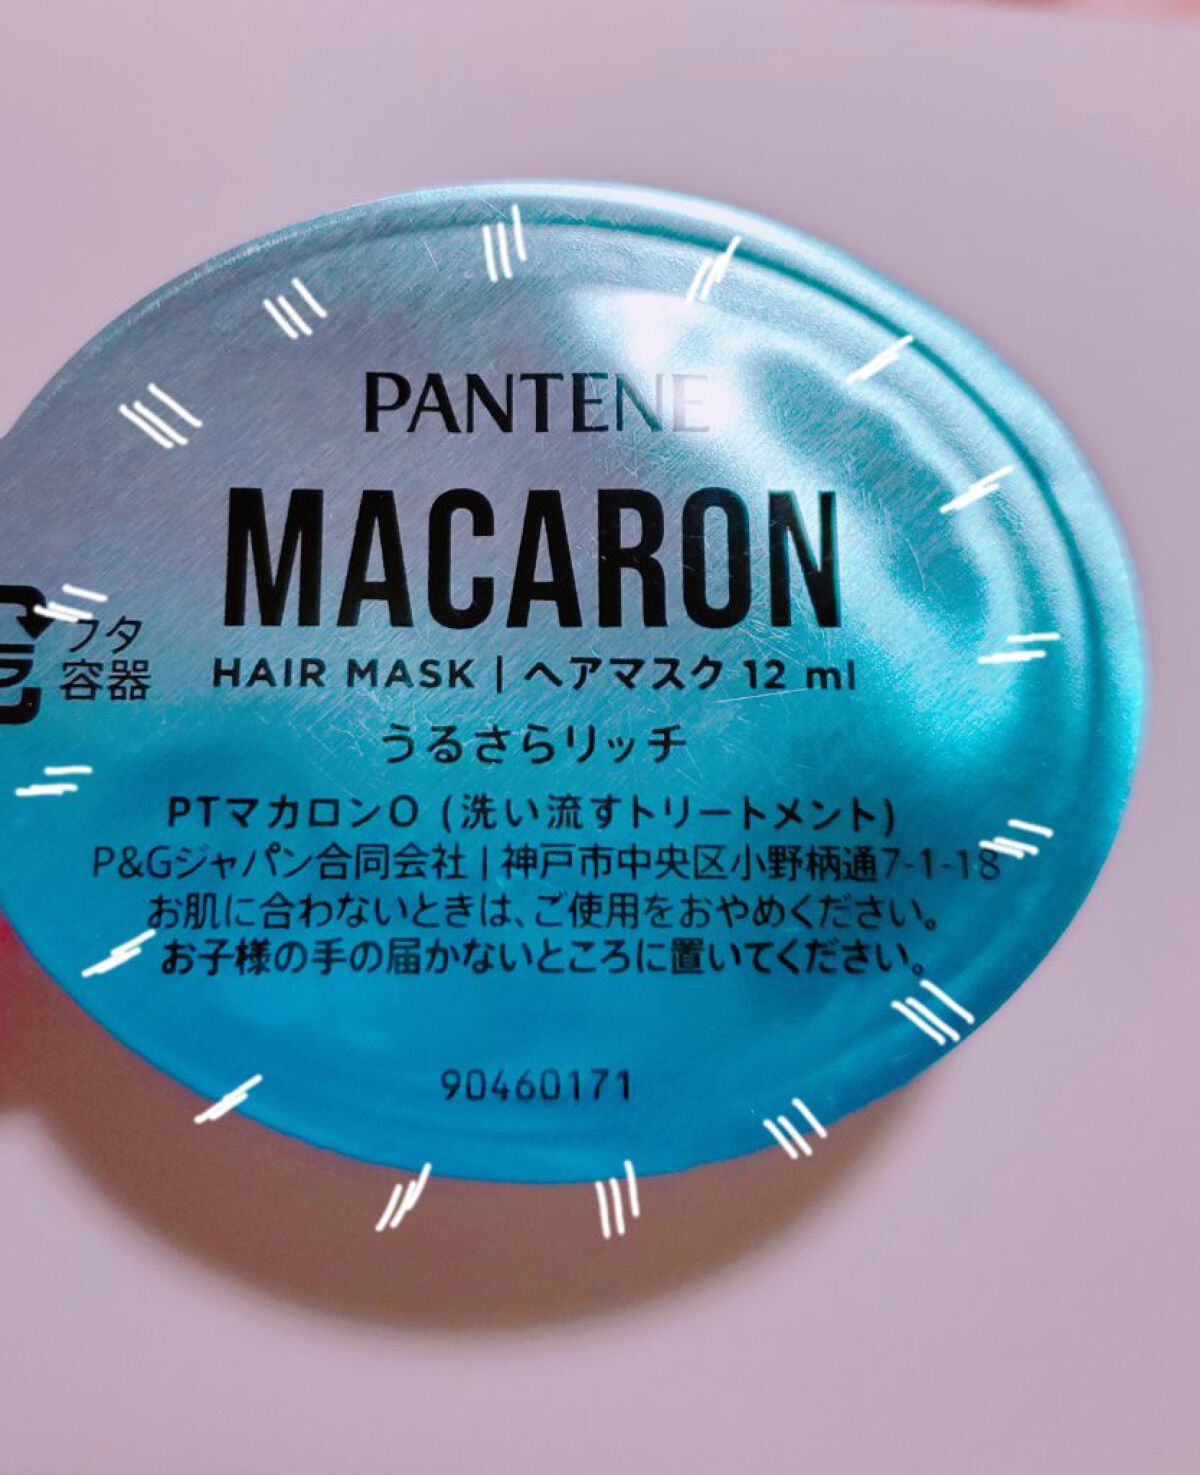 PANTENE
MACARON
HAIR MASK | ヘアマスク 12 ml
フタ
容器
うるさらリッチ
PTマカロンO (洗い流すトリートメント)
P&Gジャパン合同会社 | 神戸市中央区小野柄通7-1-18
お肌に合わないときは、ご使用をおやめください。
お子様の手の届かないところに置いてください。
90460171